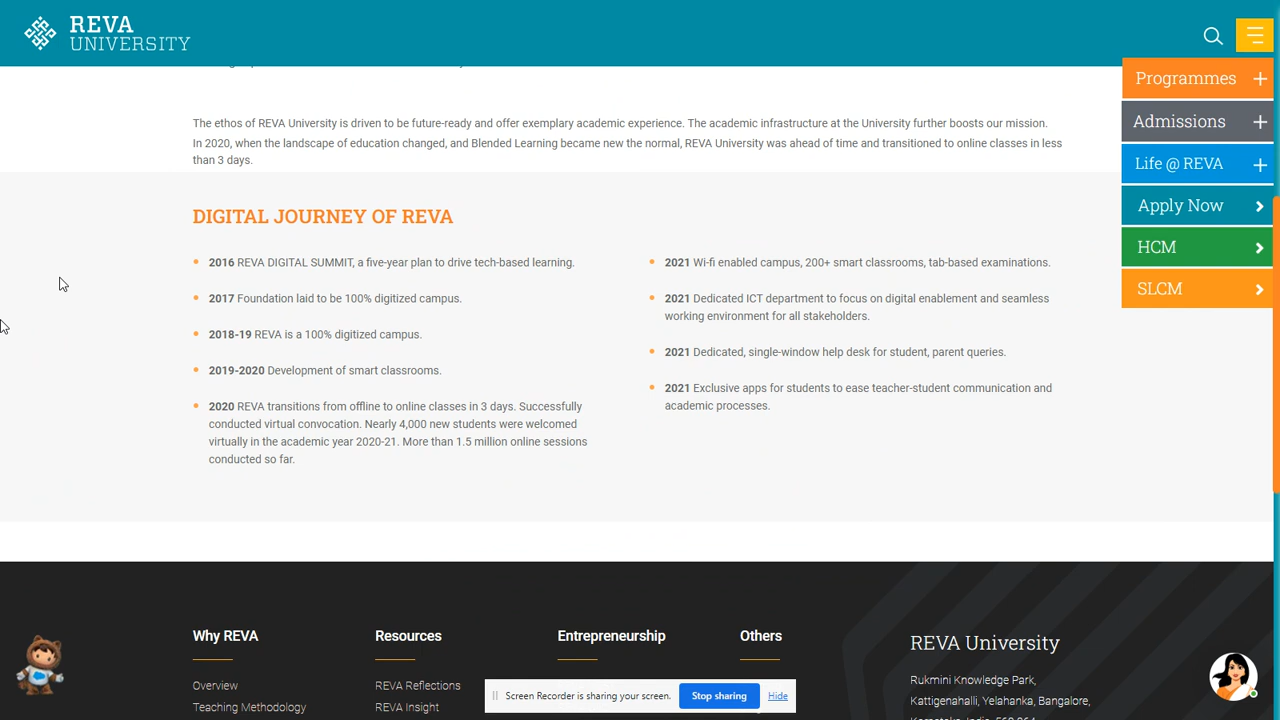 REVA
UNIVERSITY
Programmes
Admissions
Life @ REVA
Apply Now
HCM
SLCM
The ethos of REVA University is driven to be future-ready and offer exemplary academic experience. The academic infrastructure at the University further boosts our mission.
In 2020, when the landscape of education changed, and Blended Learning became new the normal, REVA University was ahead of time and transitioned to online classes in less
than 3 days.
DIGITAL JOURNEY OF REVA
2016 REVA DIGITAL SUMMIT, a five-year plan to drive tech-based learning.
2017 Foundation laid to be 100% digitized campus.
2018-19 REVA is a 100% digitized campus.
2019-2020 Development of smart classrooms.
2020 REVA transitions from offline to online classes in 3 days. Successfully
conducted virtual convocation. Nearly 4,000 new students were welcomed
virtually in the academic year 2020-21. More than 1.5 million online sessions
conducted so far.
2021 Wi-fi enabled campus, 200+ smart classrooms, tab-based examinations.
2021 Dedicated ICT department to focus on digital enablement and seamless
working environment for all stakeholders.
2021 Dedicated, single-window help desk for student, parent queries.
2021 Exclusive apps for students to ease teacher-student communication and
academic processes.
Why REVA
Overview
Teaching Methodology
Resources
REVA Reflections
REVA Insight
Entrepreneurship
Others
REVA University
Rukmini Knowledge Park,
Kattigenahalli, Yelahanka, Bangalore,
Screen Recorder is sharing your screen.
Stop sharing
Hide